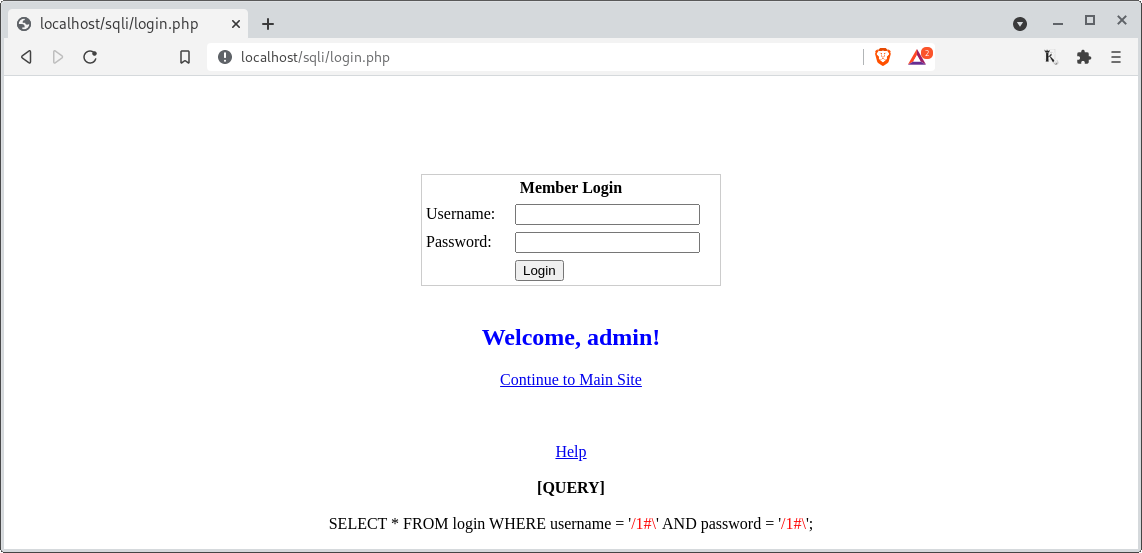 localhost/sqli/login.php
localhost/sqli/login.php
2
Member Login
Username:
Password:
Login
Welcome, admin!
Continue to Main Site
Help
[QUERY]
SELECT * FROM login WHERE username = '/1#\' AND password = '/1#\';